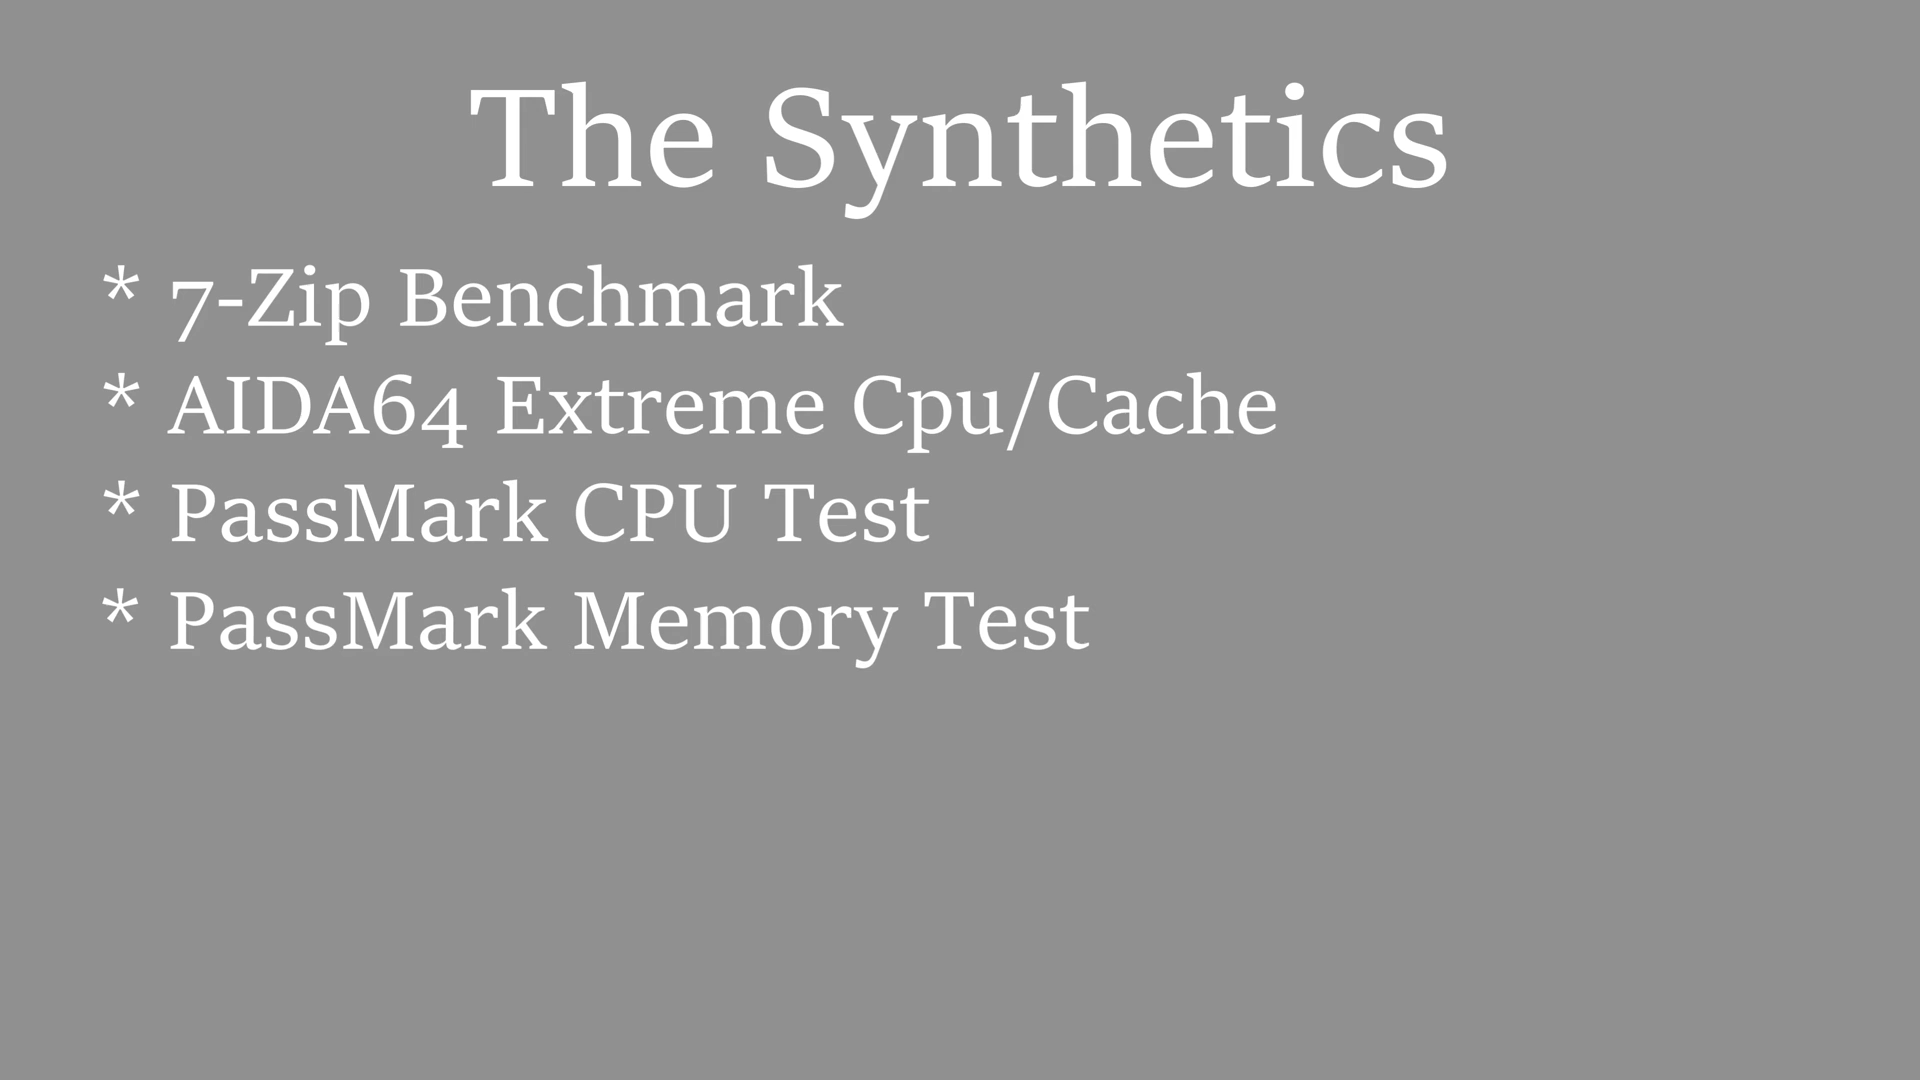 The Synthetics
* 7-Zip Benchmark
* AIDA64 Extreme Cpu/Cache
* PassMark CPU Test
* PassMark Memory Test